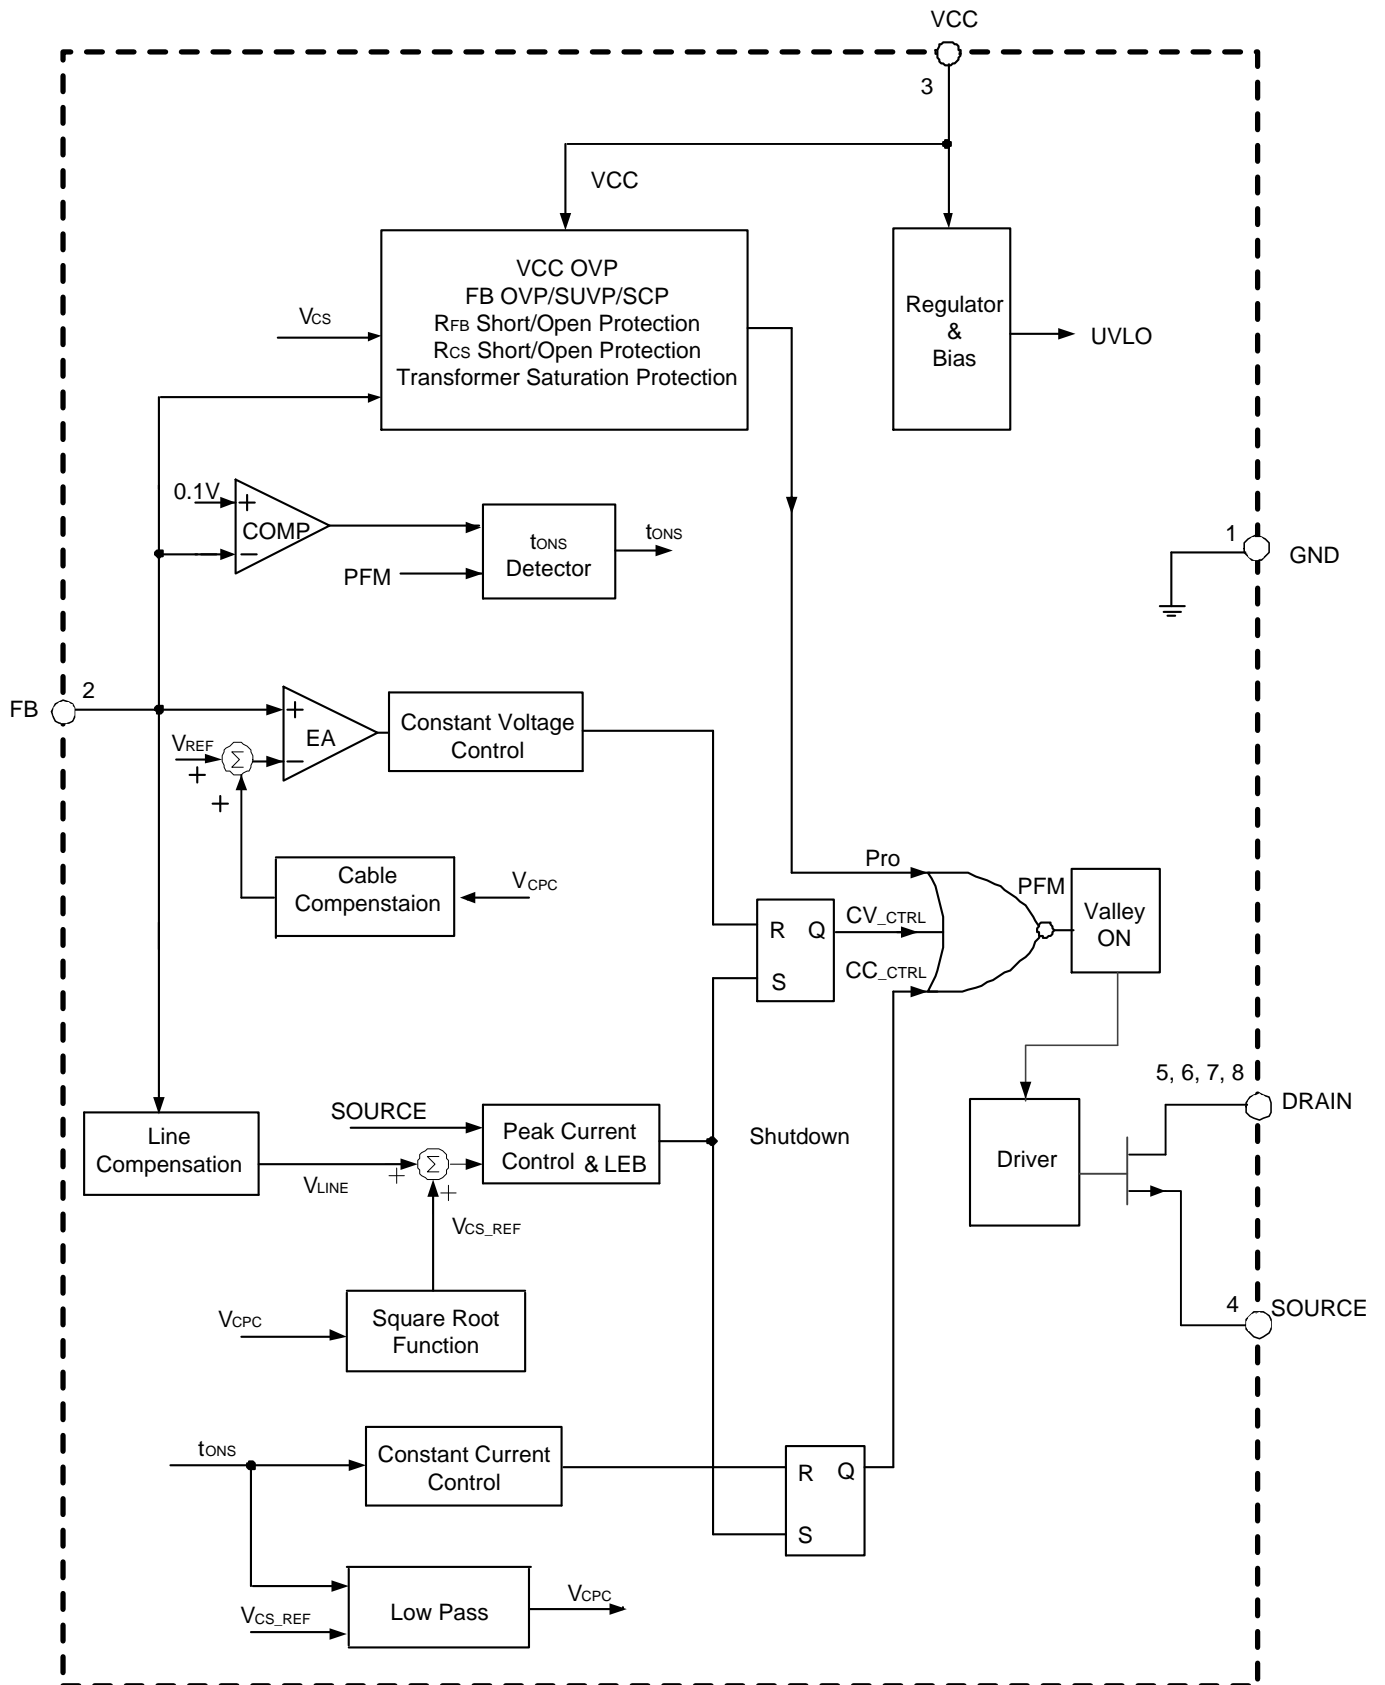 VCC
3
VCC
VCC OVP
FB OVP/SUVP/SCP
RFB Short/Open Protection
RCS Short/Open Protection
Transformer Saturation Protection
VCS
Regulator
&
Bias
UVLO
0.1V
+
COMP
−
PFM
tONS
Detector
tONS
1
GND
FB
2
+
EA
−
VREF
Σ
+
+
Constant Voltage
Control
Cable
Compenstaion
VCPC
Pro
CV_CTRL
CC_CTRL
R Q
S
PFM
Valley
ON
5, 6, 7, 8
DRAIN
Line
Compensation
VLINE
SOURCE
+
Σ
+
Peak Current
Control & LEB
Shutdown
Driver
VCS_REF
4
SOURCE
VCPC
Square Root
Function
tONS
Constant Current
Control
R Q
S
VCS_REF
Low Pass
VCPC